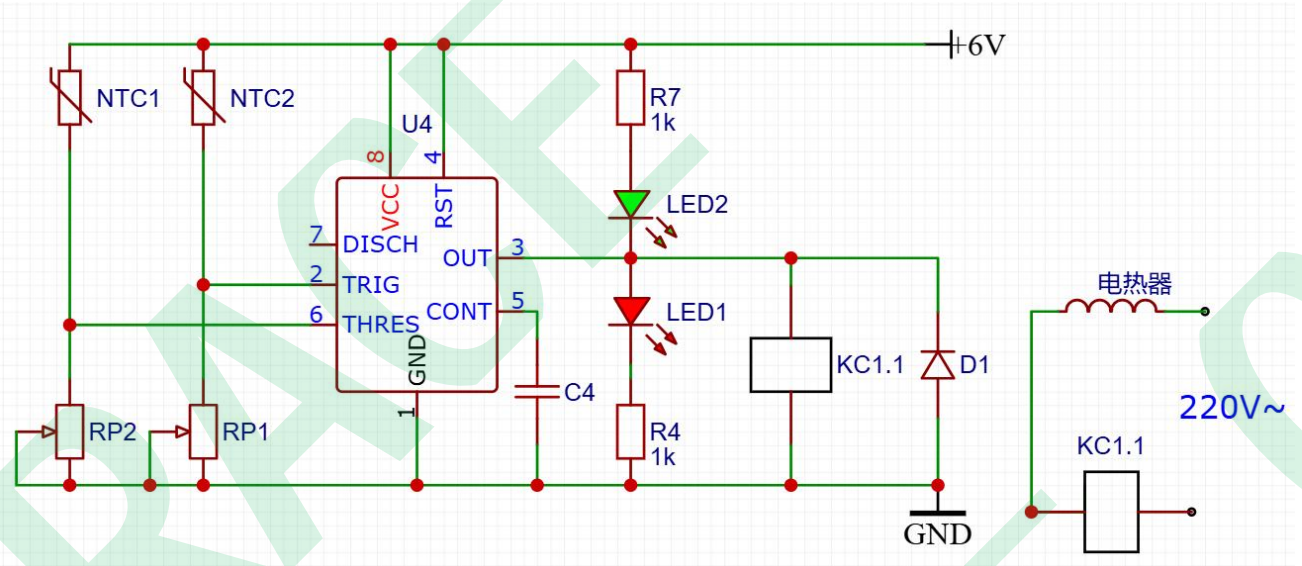 +6V
NTC1
NTC2
R7
1k
U4
8
4
VCC
RST
LED2
7
DISCH
OUT
3
2
TRIG
6
THRES
CONT
5
LED1
电热器
GND
1
C4
KC1.1
D1
220V~
RP2
RP1
R4
1k
KC1.1
GND